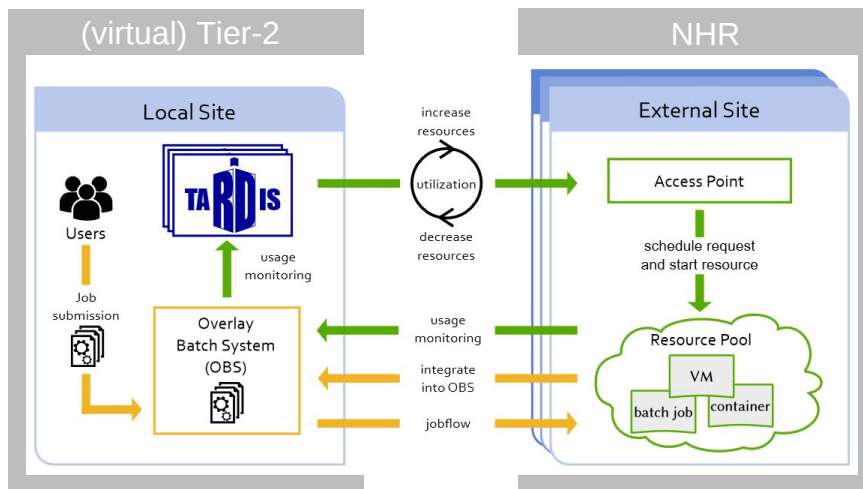 (virtual) Tier-2
NHR
Local Site
External Site
TARDIS
Users
usage
monitoring
Job
submission
Overlay
Batch System
(OBS)
increase
resources
utilization
decrease
resources
usage
monitoring
integrate
into OBS
jobflow
Access Point
schedule request
and start resource
Resource Pool
VM
batch job
container